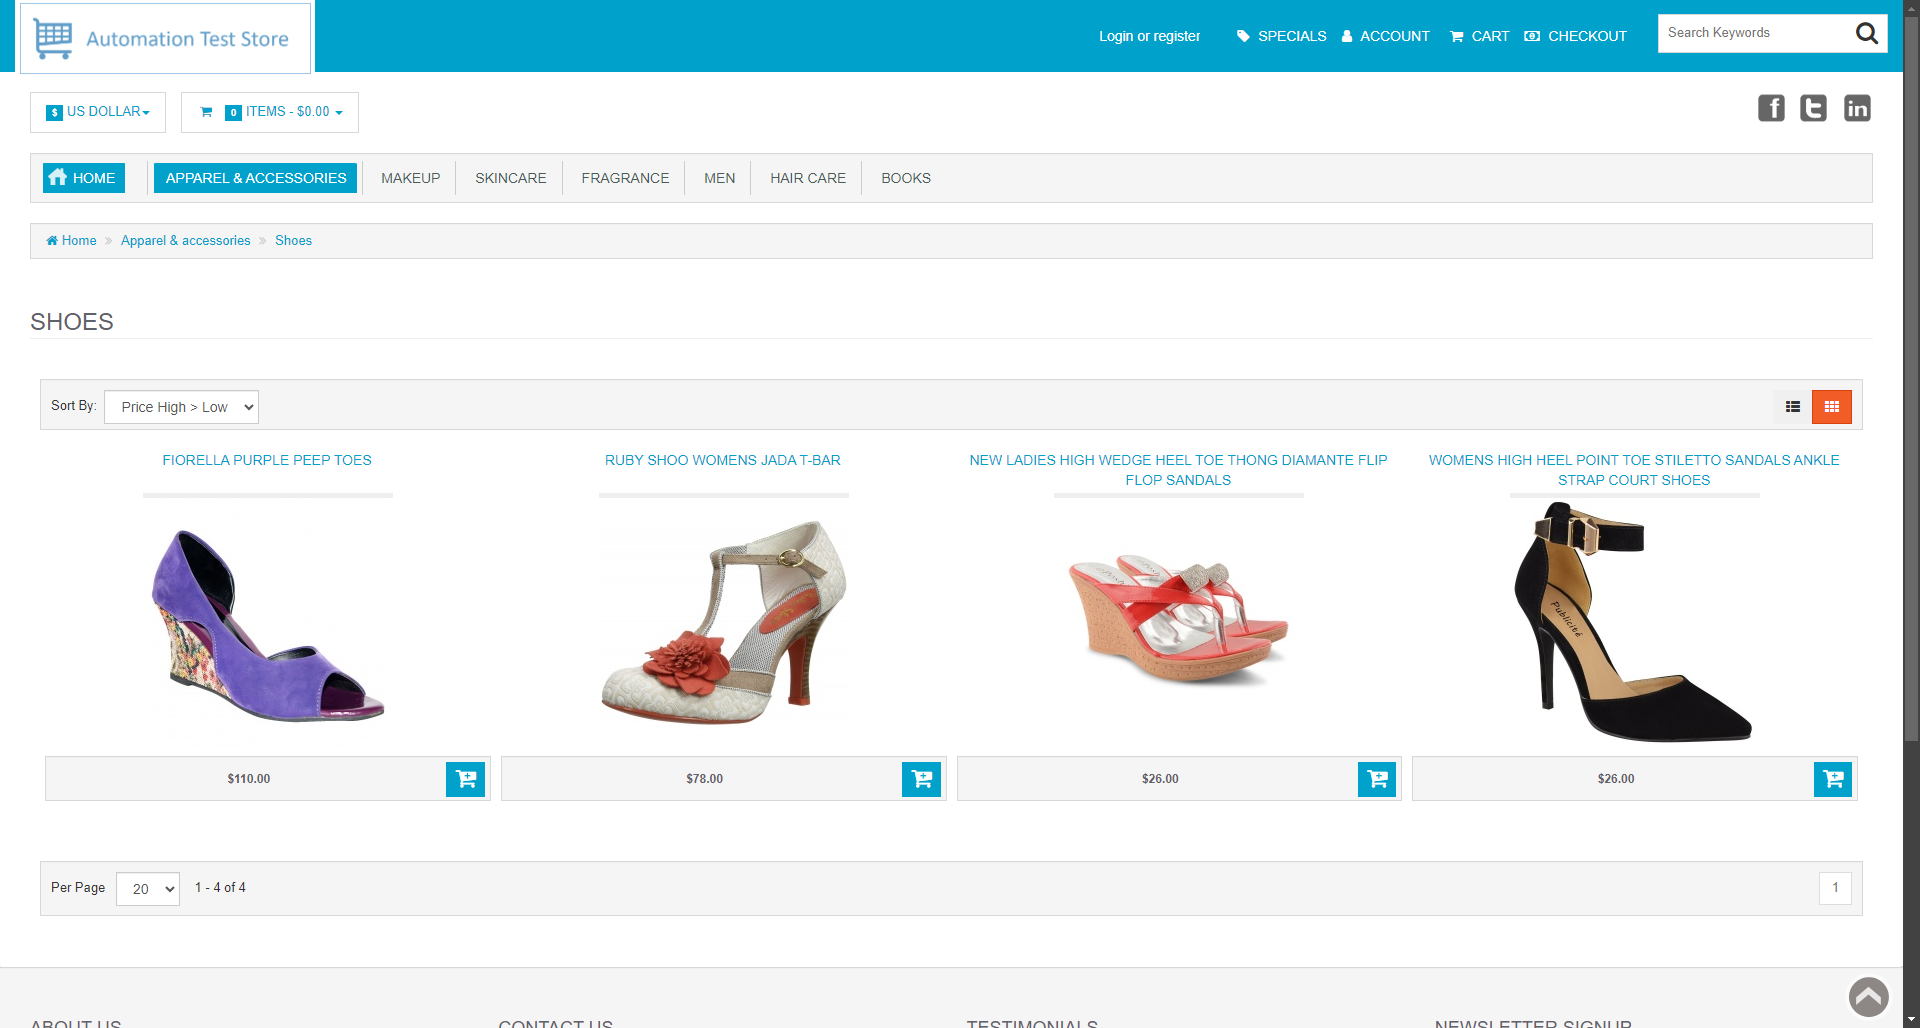 Automation Test Store
Login or register
SPECIALS
ACCOUNT
CART
CHECKOUT
Search Keywords
$ US DOLLAR
0 ITEMS - $0.00
HOME
APPAREL & ACCESSORIES
MAKEUP
SKINCARE
FRAGRANCE
MEN
HAIR CARE
BOOKS
Home
Apparel & accessories
Shoes
SHOES
Sort By:
Price High > Low
FIORELLA PURPLE PEEP TOES
RUBY SHOO WOMENS JADA T-BAR
NEW LADIES HIGH WEDGE HEEL TOE THONG DIAMANTE FLIP
FLOP SANDALS
WOMENS HIGH HEEL POINT TOE STILETTO SANDALS ANKLE
STRAP COURT SHOES
Publicité
$110.00
$78.00
$26.00
$26.00
Per Page
20
1 - 4 of 4
1
ABOUT US
CONTACT US
TESTIMONIALS
NEWSLETTER SIGNUP